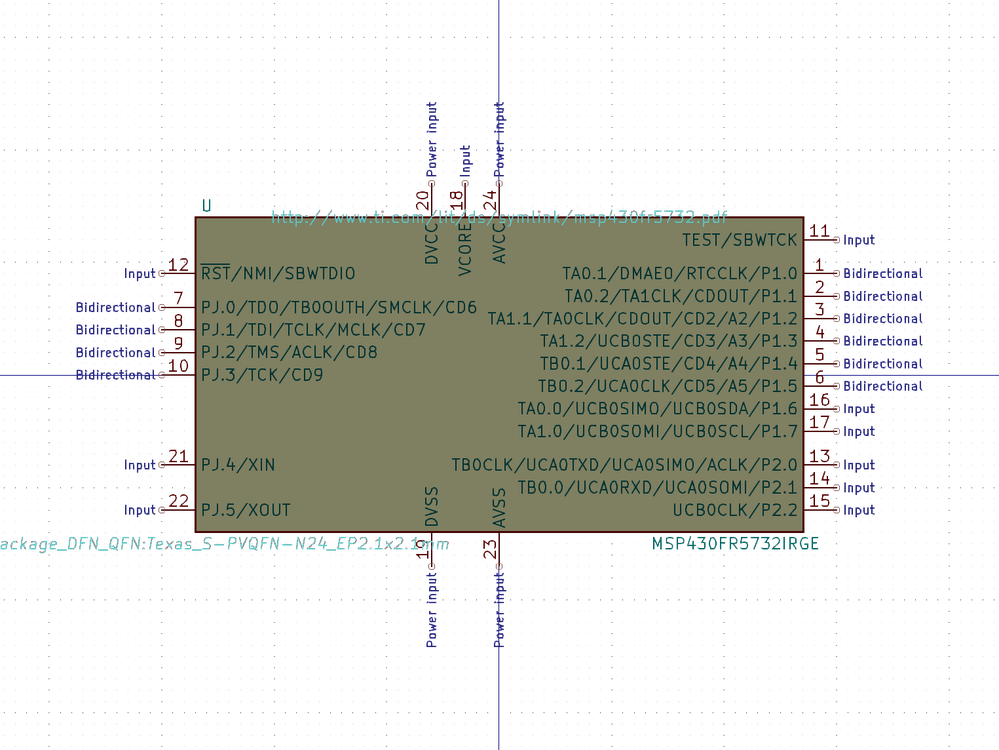 Power input
Input
Power input
20
18
24
U
http://www.ti.com/lit/ds/symlink/msp430fr5732.pdf
DVCC
VCORE
AVCC
Input 12 RST/NMI/SBWTDIO
Bidirectional 7 PJ.0/TDO/TB0OUTH/SMCLK/CD6
Bidirectional 8 PJ.1/TDI/TCLK/MCLK/CD7
Bidirectional 9 PJ.2/TMS/ACLK/CD8
Bidirectional 10 PJ.3/TCK/CD9
Input 21 PJ.4/XIN
Input 22 PJ.5/XOUT
TEST/SBWTCK 11 Input
TA0.1/DMAE0/RTCCLK/P1.0 1 Bidirectional
TA0.2/TA1CLK/CDOUT/P1.1 2 Bidirectional
TA1.1/TA0CLK/CDOUT/CD2/A2/P1.2 3 Bidirectional
TA1.2/UCB0STE/CD3/A3/P1.3 4 Bidirectional
TB0.1/UCA0STE/CD4/A4/P1.4 5 Bidirectional
TB0.2/UCA0CLK/CD5/A5/P1.5 6 Bidirectional
TA0.0/UCB0SIMO/UCB0SDA/P1.6 16 Input
TA1.0/UCB0SOMI/UCB0SCL/P1.7 17 Input
TB0CLK/UCA0TXD/UCA0SIMO/ACLK/P2.0 13 Input
TB0.0/UCA0RXD/UCA0SOMI/P2.1 14 Input
UCB0CLK/P2.2 15 Input
DVSS
AVSS
ackage_DFN_QFN:Texas_S-PVQFN-N24_EP2.1x2.1mm
MSP430FR5732IRGE
19
23
Power input
Power input